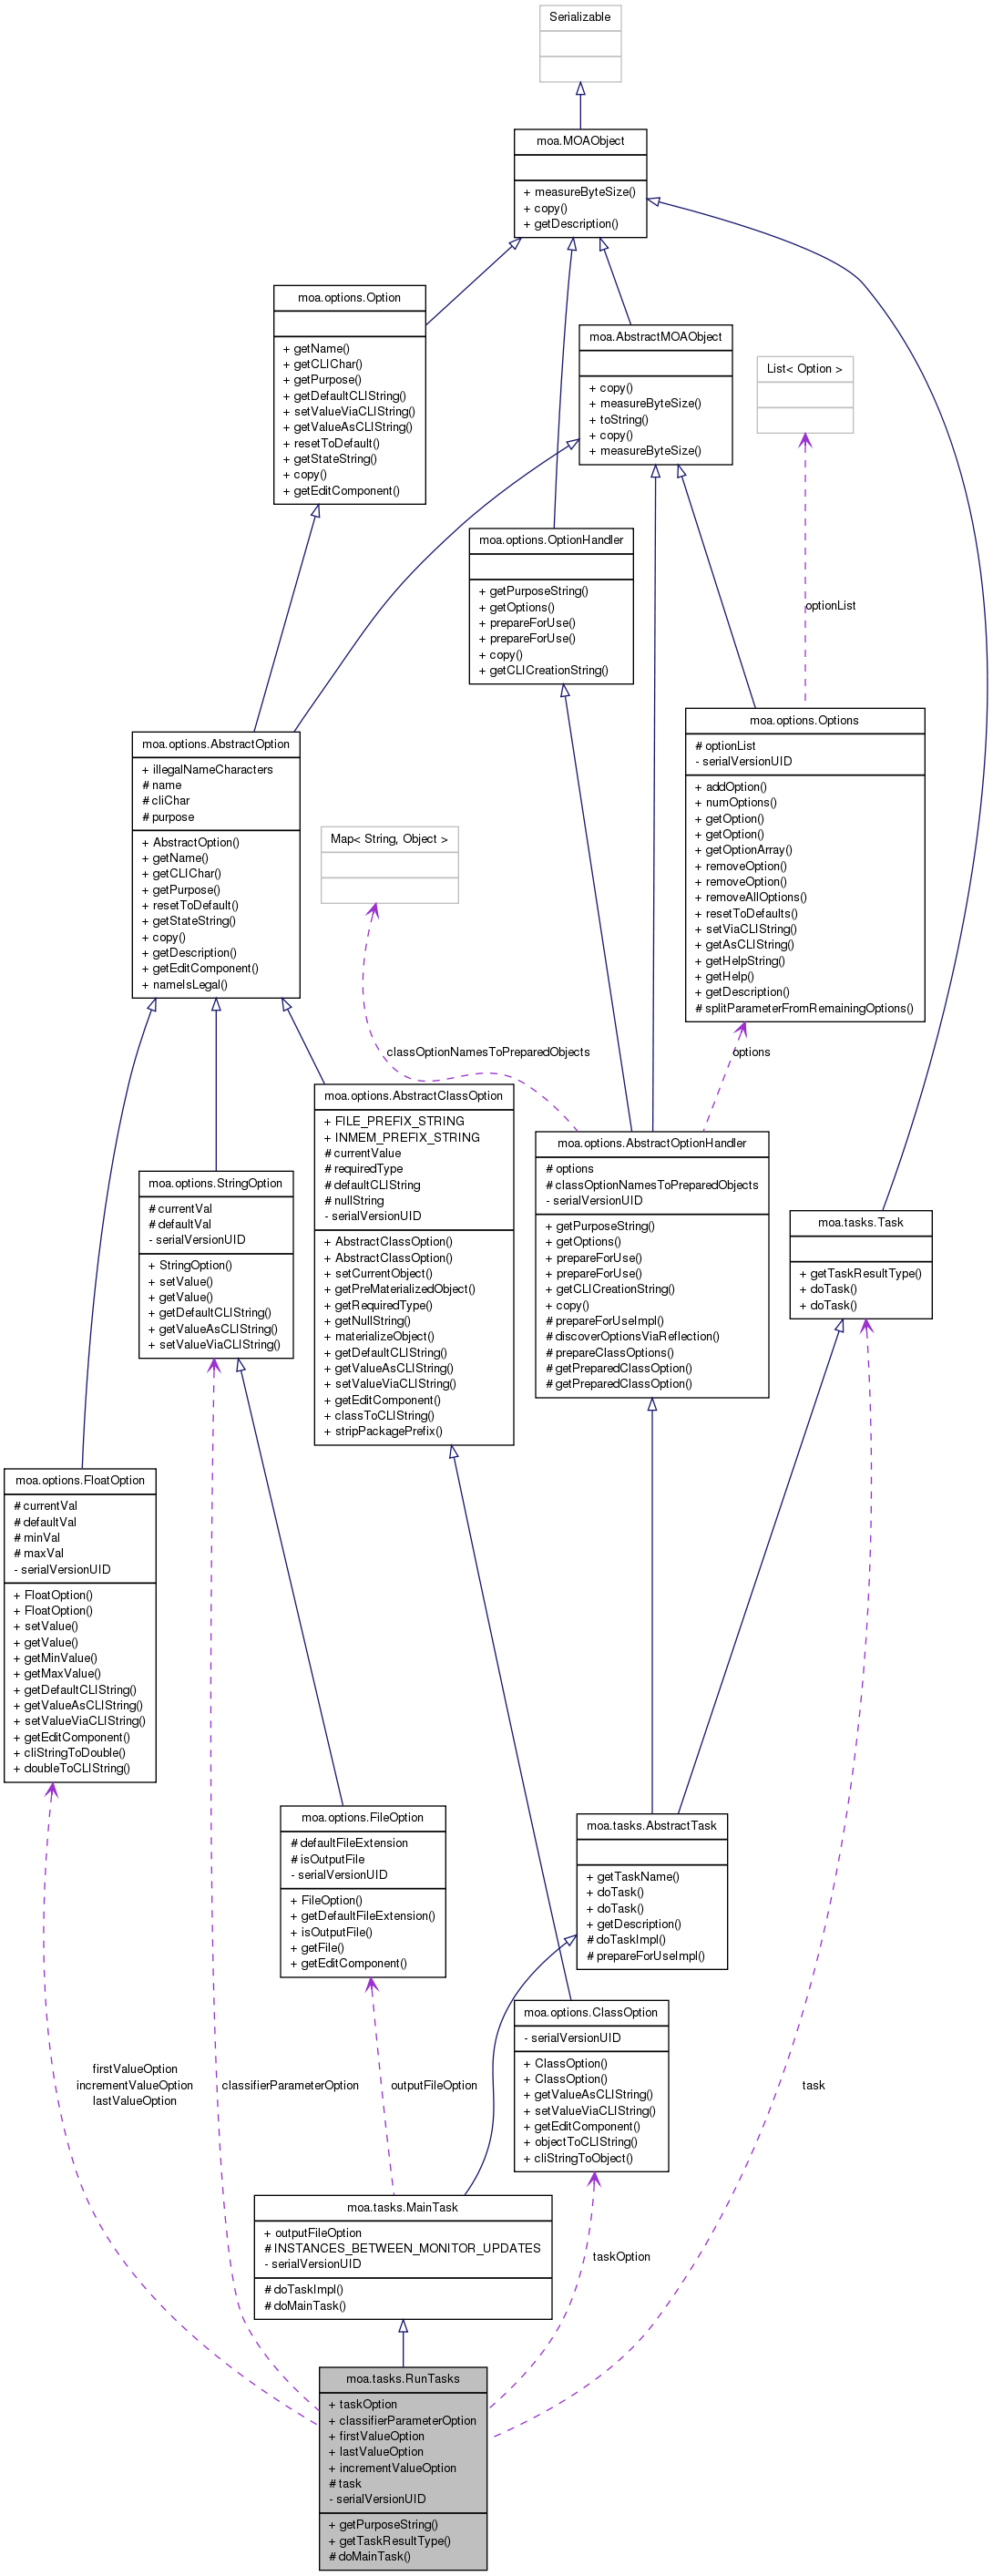 Serializable
moa.MOAObject
+ measureByteSize()
+ copy()
+ getDescription()
moa.options.Option
+ getName()
+ getCLIChar()
+ getPurpose()
+ getDefaultCLIString()
+ setValueViaCLIString()
+ getValueAsCLIString()
+ resetToDefault()
+ getStateString()
+ copy()
+ getEditComponent()
moa.AbstractMOAObject
+ copy()
+ measureByteSize()
+ toString()
+ copy()
+ measureByteSize()
List< Option >
moa.options.OptionHandler
+ getPurposeString()
+ getOptions()
+ prepareForUse()
+ prepareForUse()
+ copy()
+ getCLICreationString()
optionList
moa.options.Options
# optionList
- serialVersionUID
+ addOption()
+ numOptions()
+ getOption()
+ getOption()
+ getOptionArray()
+ removeOption()
+ removeOption()
+ removeAllOptions()
+ resetToDefaults()
+ setViaCLIString()
+ getAsCLIString()
+ getHelpString()
+ getHelp()
+ getDescription()
# splitParameterFromRemainingOptions()
moa.options.AbstractOption
+ illegalNameCharacters
# name
# cliChar
# purpose
+ AbstractOption()
+ getName()
+ getCLIChar()
+ getPurpose()
+ resetToDefault()
+ getStateString()
+ copy()
+ getDescription()
+ getEditComponent()
+ nameIsLegal()
Map< String, Object >
classOptionNamesToPreparedObjects
options
moa.options.AbstractClassOption
+ FILE_PREFIX_STRING
+ INMEM_PREFIX_STRING
# currentValue
# requiredType
# defaultCLIString
# nullString
- serialVersionUID
+ AbstractClassOption()
+ AbstractClassOption()
+ setCurrentObject()
+ getPreMaterializedObject()
+ getRequiredType()
+ getNullString()
+ materializeObject()
+ getDefaultCLIString()
+ getValueAsCLIString()
+ setValueViaCLIString()
+ getEditComponent()
+ classToCLIString()
+ stripPackagePrefix()
moa.options.AbstractOptionHandler
# options
# classOptionNamesToPreparedObjects
- serialVersionUID
+ getPurposeString()
+ getOptions()
+ prepareForUse()
+ prepareForUse()
+ getCLICreationString()
+ copy()
# prepareForUseImpl()
# discoverOptionsViaReflection()
# prepareClassOptions()
# getPreparedClassOption()
# getPreparedClassOption()
moa.options.StringOption
# currentVal
# defaultVal
- serialVersionUID
+ StringOption()
+ setValue()
+ getValue()
+ getDefaultCLIString()
+ getValueAsCLIString()
+ setValueViaCLIString()
moa.tasks.Task
+ getTaskResultType()
+ doTask()
+ doTask()
moa.options.FloatOption
# currentVal
# defaultVal
# minVal
# maxVal
- serialVersionUID
+ FloatOption()
+ FloatOption()
+ setValue()
+ getValue()
+ getMinValue()
+ getMaxValue()
+ getDefaultCLIString()
+ getValueAsCLIString()
+ setValueViaCLIString()
+ getEditComponent()
+ cliStringToDouble()
+ doubleToCLIString()
moa.options.FileOption
# defaultFileExtension
# isOutputFile
- serialVersionUID
+ FileOption()
+ getDefaultFileExtension()
+ isOutputFile()
+ getFile()
+ getEditComponent()
moa.tasks.AbstractTask
+ getTaskName()
+ doTask()
+ doTask()
+ getDescription()
# doTaskImpl()
# prepareForUseImpl()
moa.options.ClassOption
- serialVersionUID
+ ClassOption()
+ ClassOption()
+ getValueAsCLIString()
+ setValueViaCLIString()
+ getEditComponent()
+ objectToCLIString()
+ cliStringToObject()
firstValueOption
incrementValueOption
lastValueOption
classifierParameterOption
outputFileOption
task
moa.tasks.MainTask
+ outputFileOption
# INSTANCES_BETWEEN_MONITOR_UPDATES
- serialVersionUID
# doTaskImpl()
# doMainTask()
taskOption
moa.tasks.RunTasks
+ taskOption
+ classifierParameterOption
+ firstValueOption
+ lastValueOption
+ incrementValueOption
# task
- serialVersionUID
+ getPurposeString()
+ getTaskResultType()
# doMainTask()